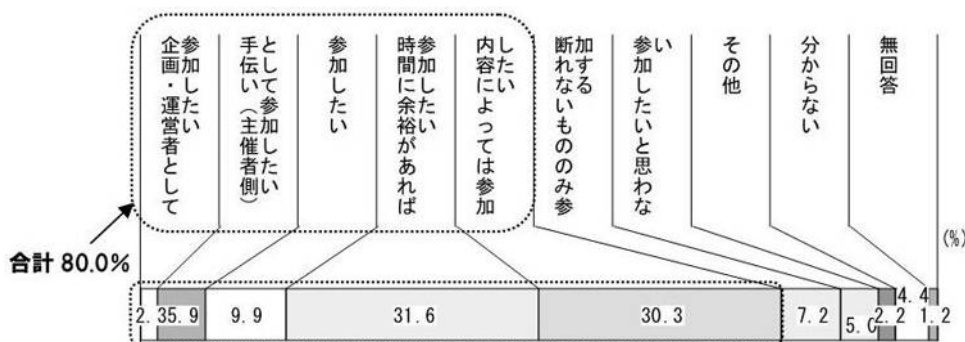 企画・運営者として
参加したい
手伝い（主催者側）
として参加したい
参加したい
時間に余裕があれば
参加したい
内容によっては参加
したい
断れないもののみ参
加する
参加したいと思わな
い
その他
分からない
無回答
(%)
合計 80.0%
2.3 5.9 9.9 31.6 30.3 7.2 5.0 2.2 4.4 1.2